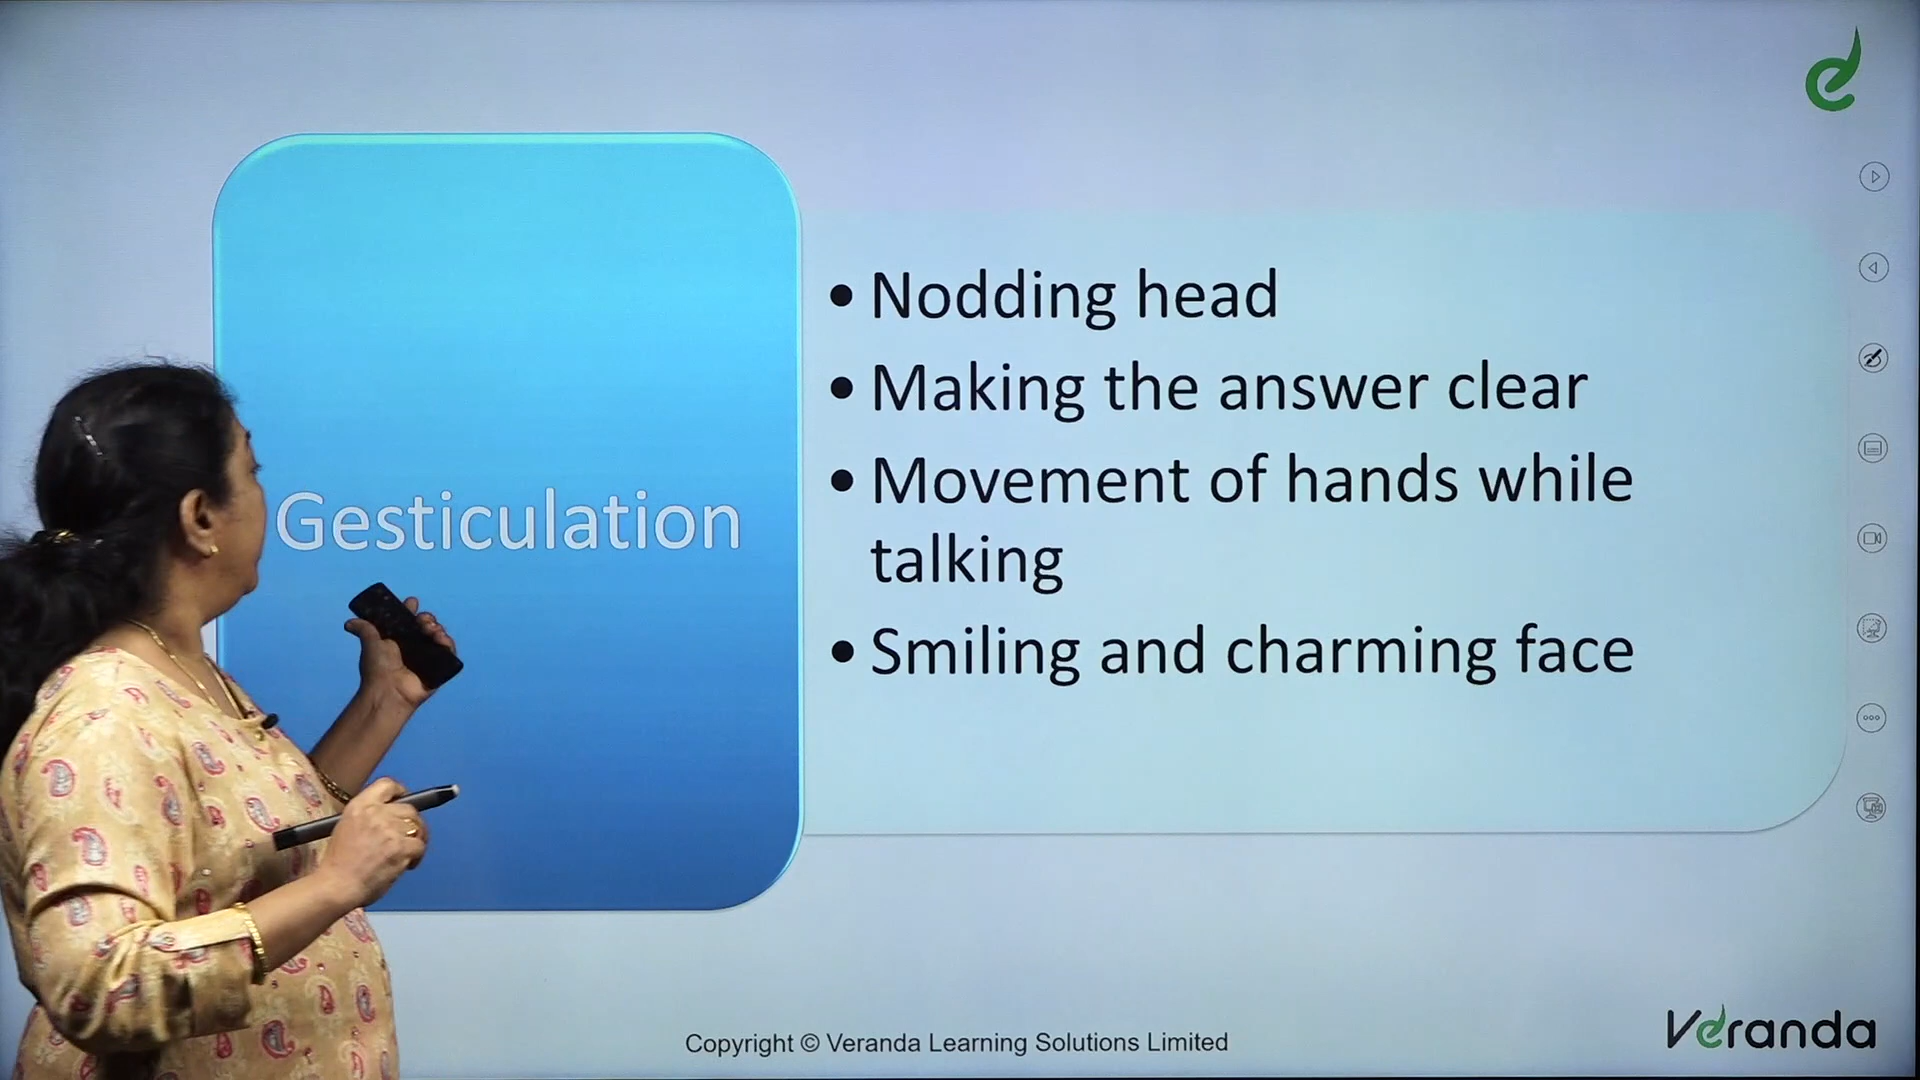 Gesticulation
• Nodding head
• Making the answer clear
• Movement of hands while
talking
• Smiling and charming face
Copyright © Veranda Learning Solutions Limited
Veranda